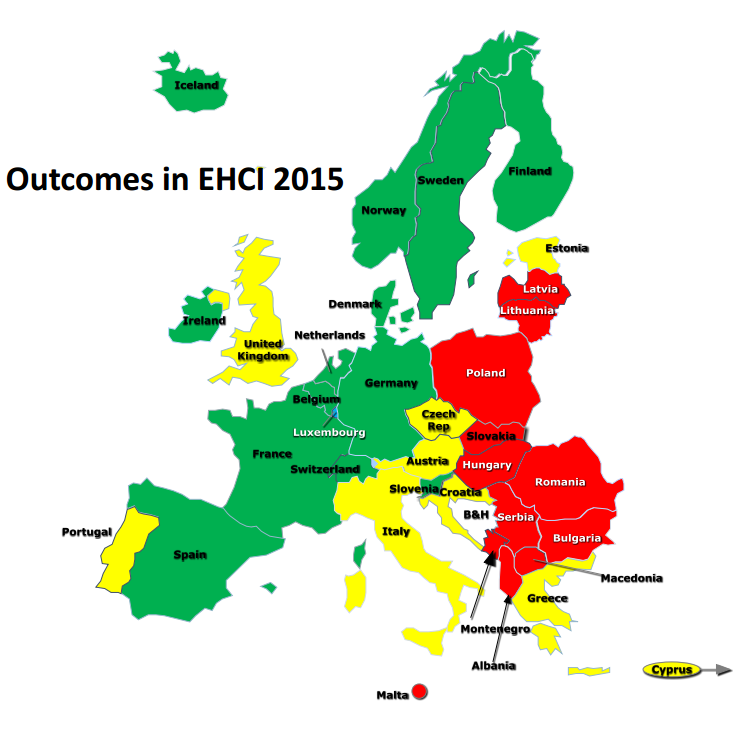 Iceland
Outcomes in EHCI 2015
Finland
Sweden
Norway
Estonia
Latvia
Denmark
Lithuania
Ireland
Netherlands
United
Kingdom
Poland
Germany
Belgium
Czech
Rep
Luxembourg
Slovakia
France
Austria
Hungary
Switzerland
Romania
Slovenia
Croatia
B&H
Serbia
Portugal
Italy
Bulgaria
Spain
Macedonia
Greece
Montenegro
Albania
Cyprus
Malta